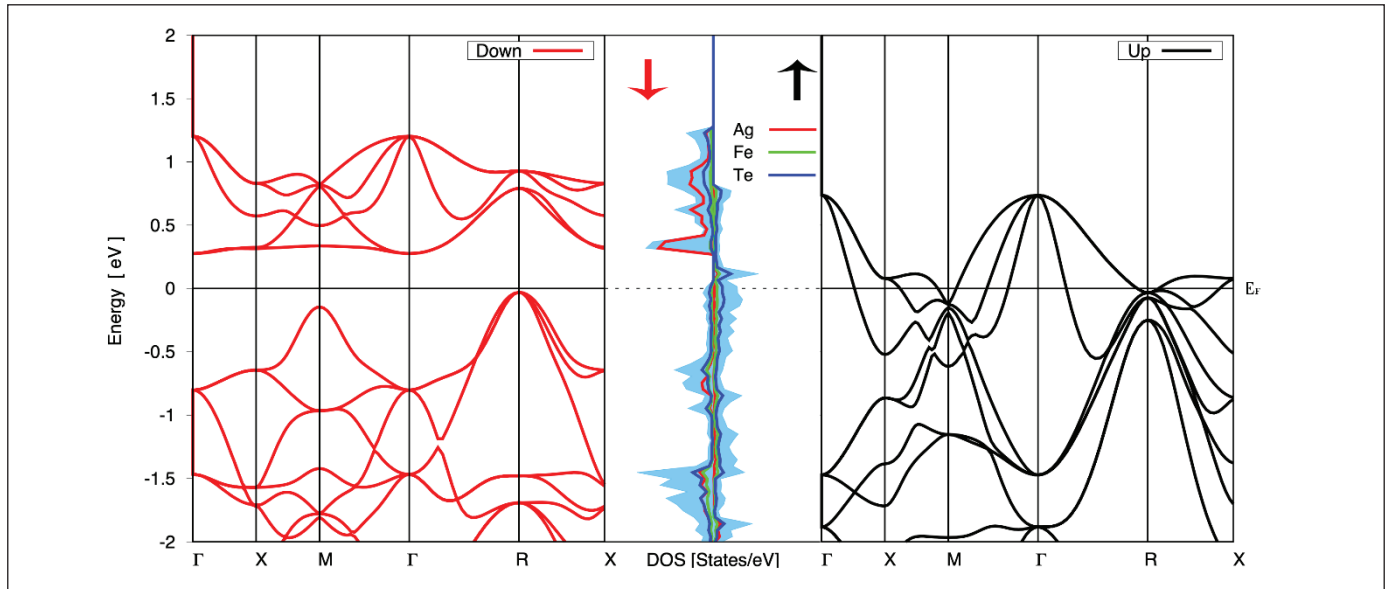 Down
Up
Ag
Fe
Te
2
1.5
1
0.5
0
-0.5
-1
-1.5
-2
Energy [ eV]
E_F
Γ X M Γ R X
DOS [States/eV]
Γ X M Γ R X